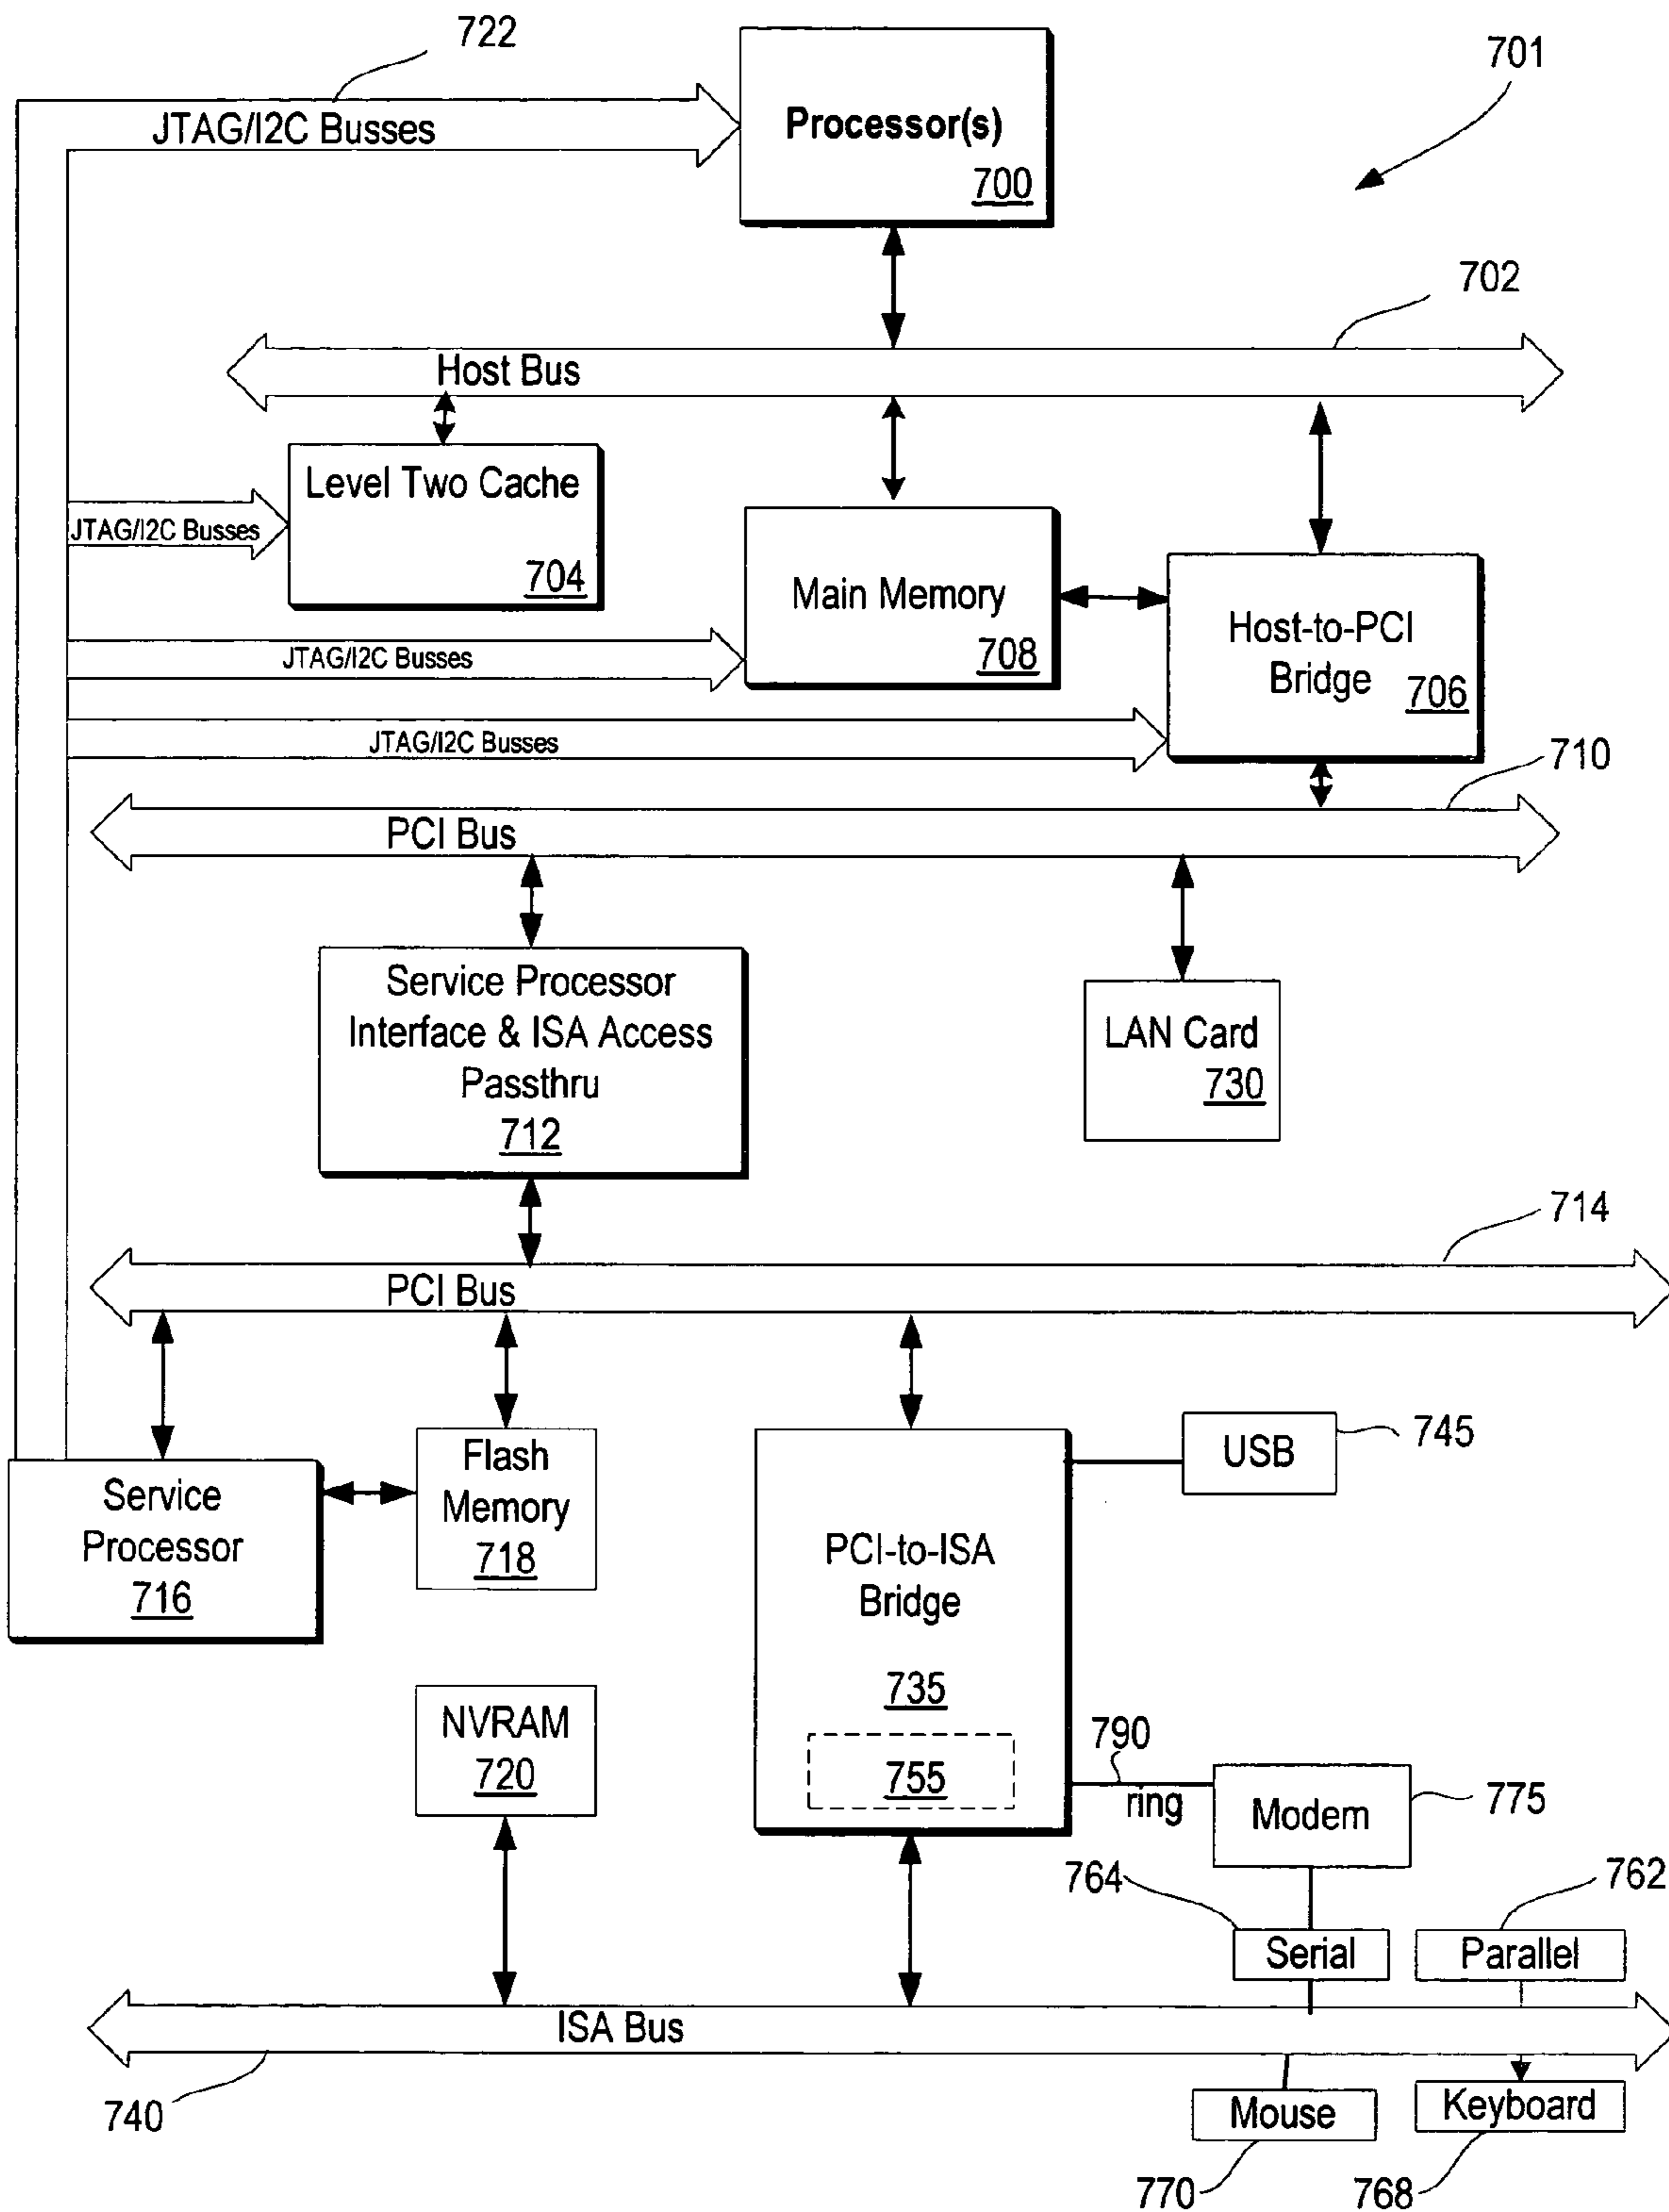 722
701
JTAG/I2C Busses
Processor(s)
700
702
Host Bus
Level Two Cache
704
JTAG/I2C Busses
Main Memory
708
Host-to-PCI
Bridge
706
JTAG/I2C Busses
JTAG/I2C Busses
710
PCI Bus
Service Processor
Interface & ISA Access
Passthru
712
LAN Card
730
714
PCI Bus
Service
Processor
716
Flash
Memory
718
USB
745
PCI-to-ISA
Bridge
735
755
NVRAM
720
790
ring
Modem
775
764
762
Serial
Parallel
ISA Bus
740
Mouse
Keyboard
770
768